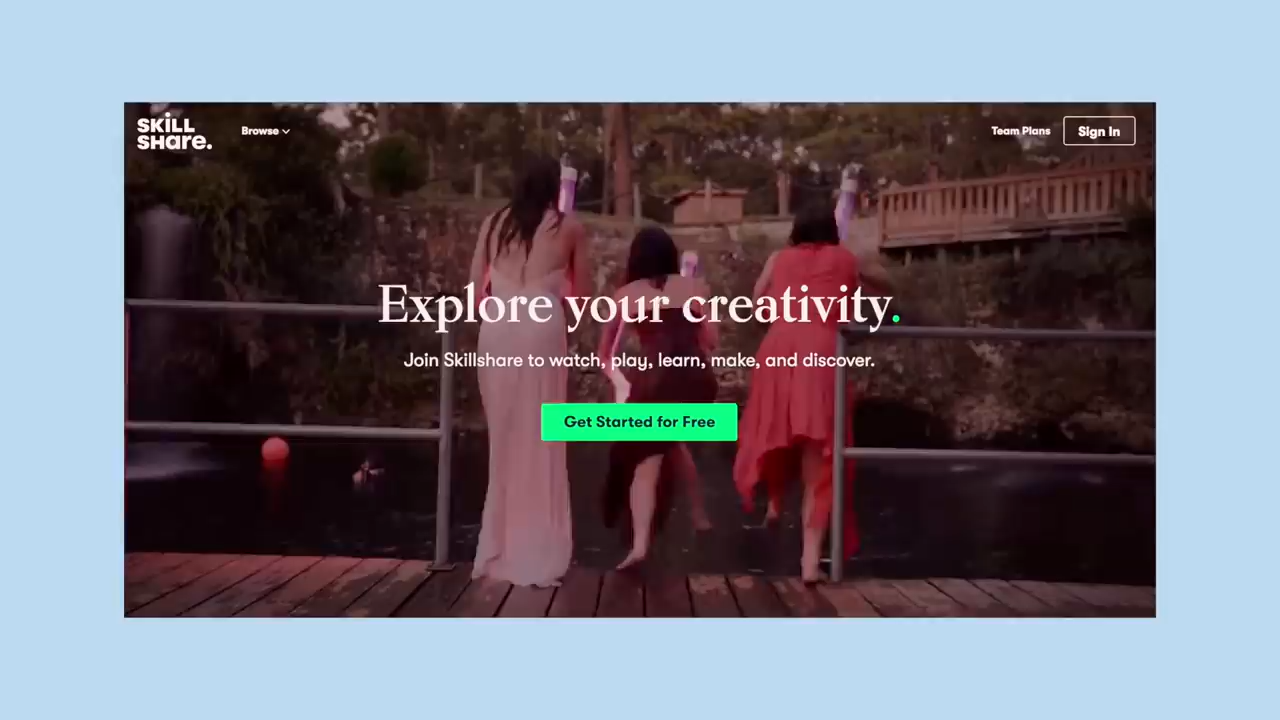 SKILL
SHare.
Browse
Team Plans
Sign In
Explore your creativity.
Join Skillshare to watch, play, learn, make, and discover.
Get Started for Free